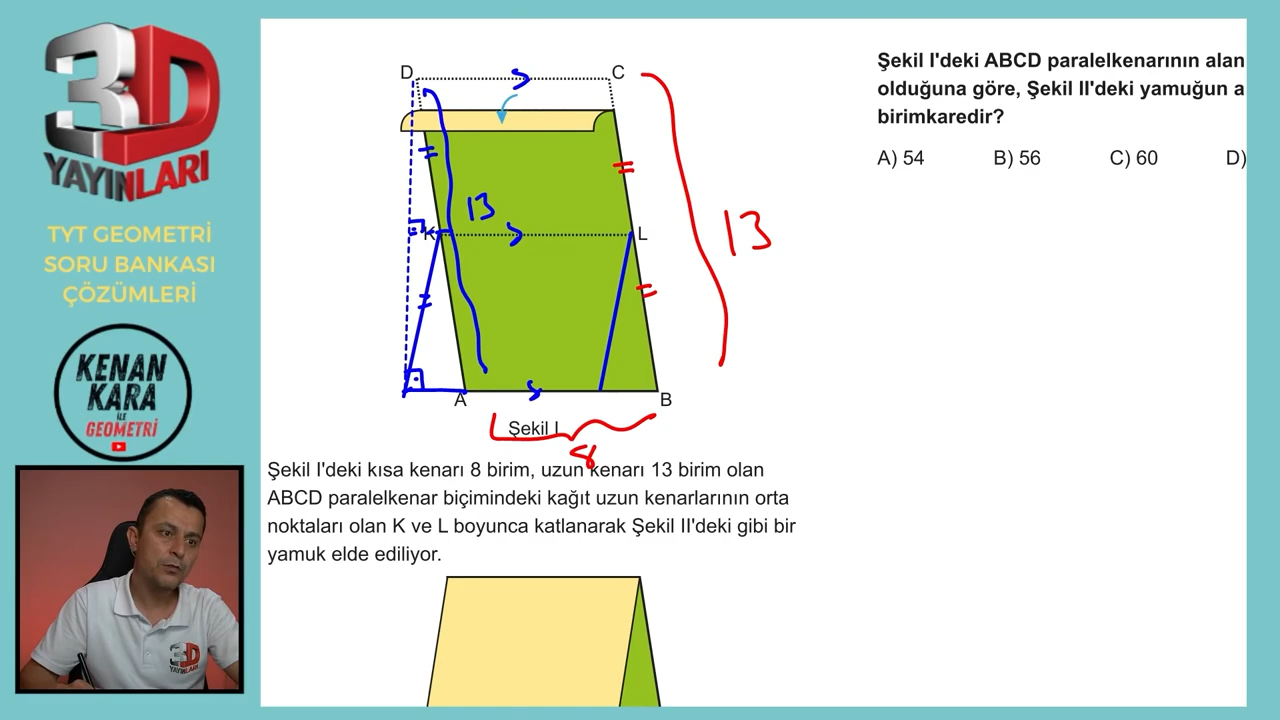 3D
YAYINLARI
TYT GEOMETRİ
SORU BANKASI
ÇÖZÜMLERİ
KENAN
KARA
İLE
GEOMETRİ
3D
YAYINLARI
D
C
13
K
L
13
A
B
Şekil I
8
Şekil I'deki kısa kenarı 8 birim, uzun kenarı 13 birim olan
ABCD paralelkenar biçimindeki kağıt uzun kenarlarının orta
noktaları olan K ve L boyunca katlanarak Şekil II'deki gibi bir
yamuk elde ediliyor.
Şekil I'deki ABCD paralelkenarının alan
olduğuna göre, Şekil II'deki yamuğun a
birimkaredir?
A) 54 B) 56 C) 60 D)